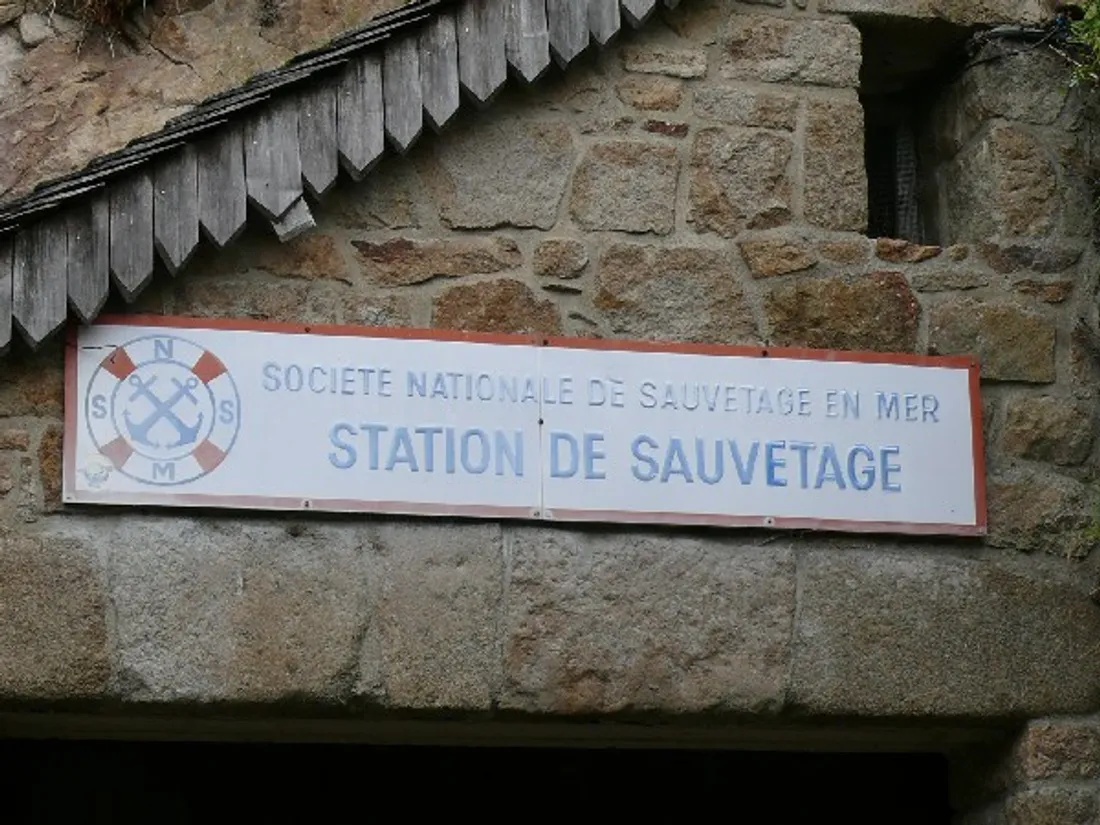 N
S S
M
SOCIETE NATIONALE DE SAUVETAGE EN MER
STATION DE SAUVETAGE